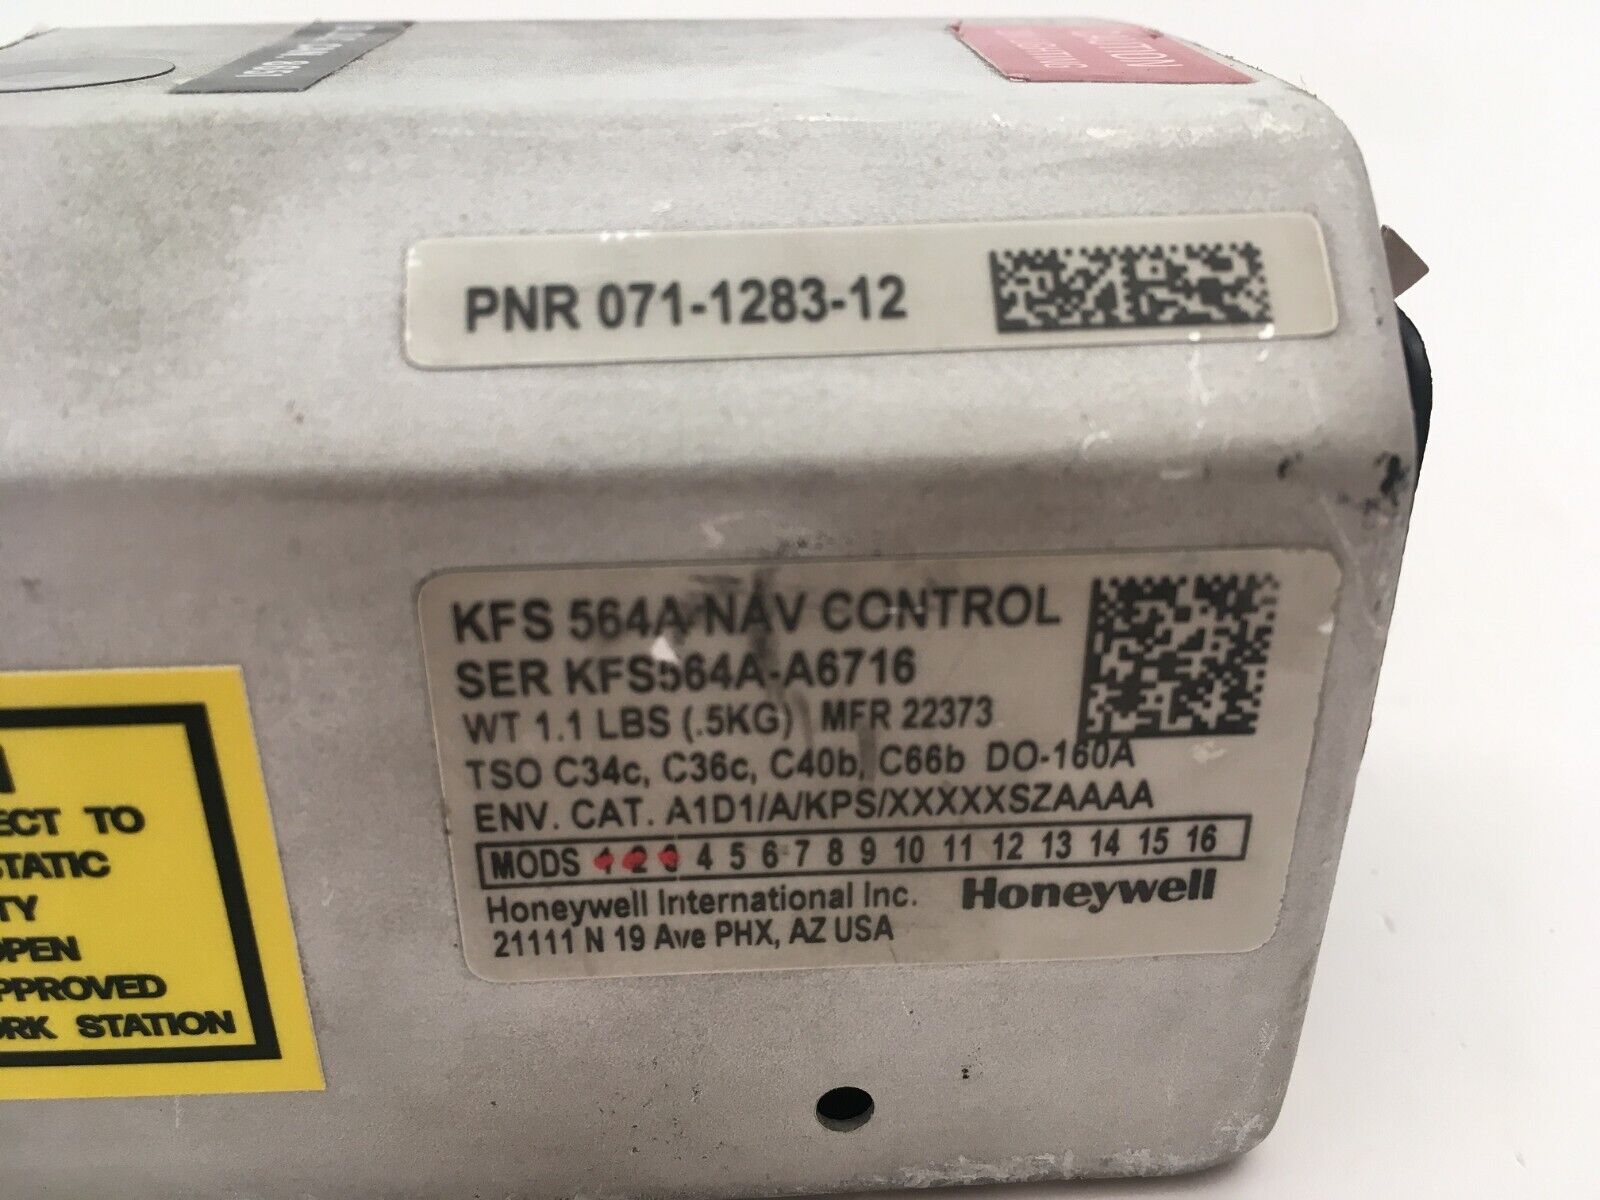 CAUTION
PNR 071-1283-12
KFS 564A NAV CONTROL
SER KFS564A-A6716
WT 1.1 LBS (.5KG) MFR 22373
TSO C34c, C36c, C40b, C66b DO-160A
ENV. CAT. A1D1/A/KPS/XXXXXSZAAAA
MODS 1 2 3 4 5 6 7 8 9 10 11 12 13 14 15 16
Honeywell International Inc. Honeywell
21111 N 19 Ave PHX, AZ USA
ECT TO
STATIC
TY
OPEN
PPROVED
ORK STATION